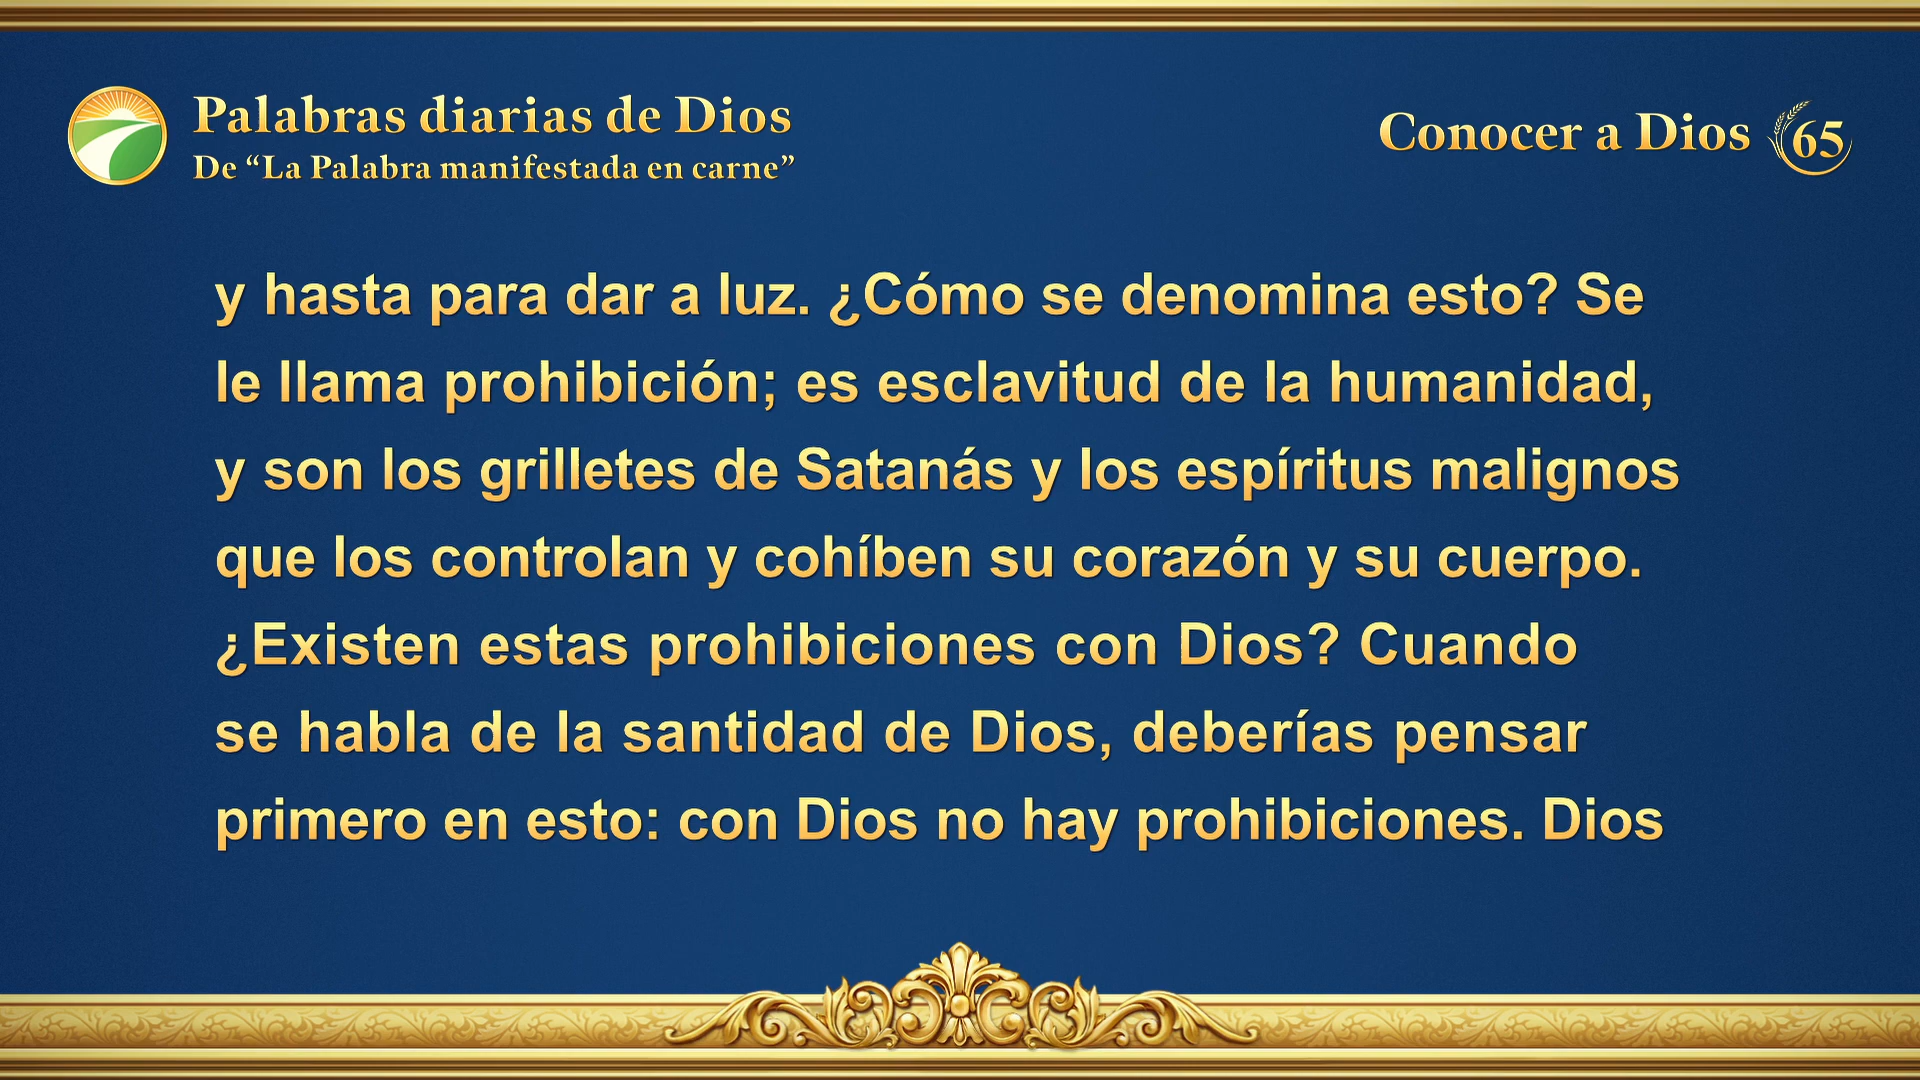 Palabras diarias de Dios
De “La Palabra manifestada en carne”
Conocer a Dios 65
y hasta para dar a luz. ¿Cómo se denomina esto? Se
le llama prohibición; es esclavitud de la humanidad,
y son los grilletes de Satanás y los espíritus malignos
que los controlan y cohíben su corazón y su cuerpo.
¿Existen estas prohibiciones con Dios? Cuando
se habla de la santidad de Dios, deberías pensar
primero en esto: con Dios no hay prohibiciones. Dios